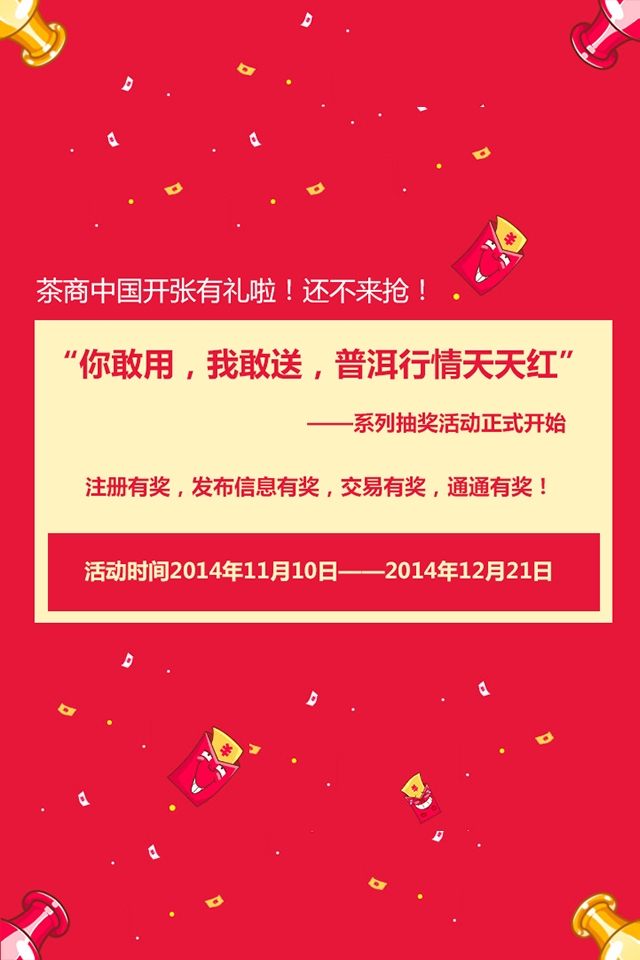 茶商中国开张有礼啦！还不来抢！
“你敢用，我敢送，普洱行情天天红”
——系列抽奖活动正式开始
注册有奖，发布信息有奖，交易有奖，通通有奖！
活动时间2014年11月10日——2014年12月21日